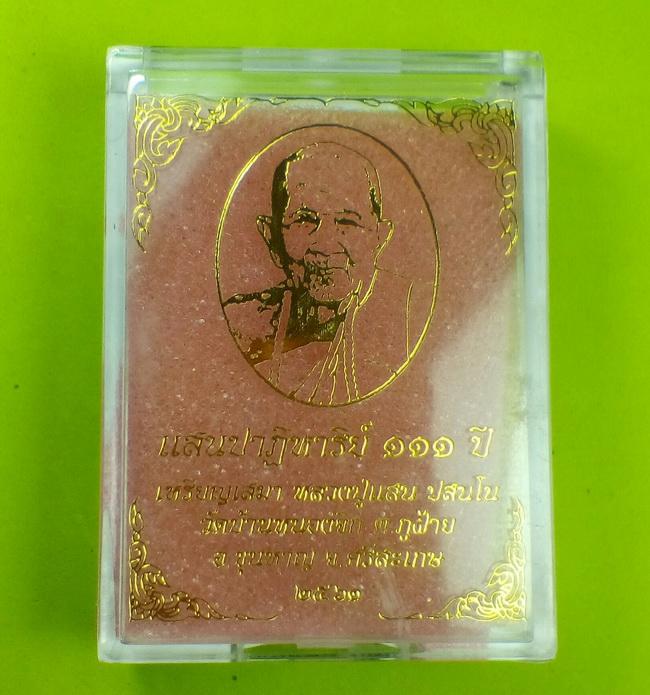 แสนปาฏิหาริย์ ๑๑๑ ปี
เหรียญเสมา หลวงปู่แสน ปสนฺโน
วัดบ้านหนองจิก ต.ภูฝ้าย
อ.ขุนหาญ จ.ศรีสะเกษ
๒๕๖๓